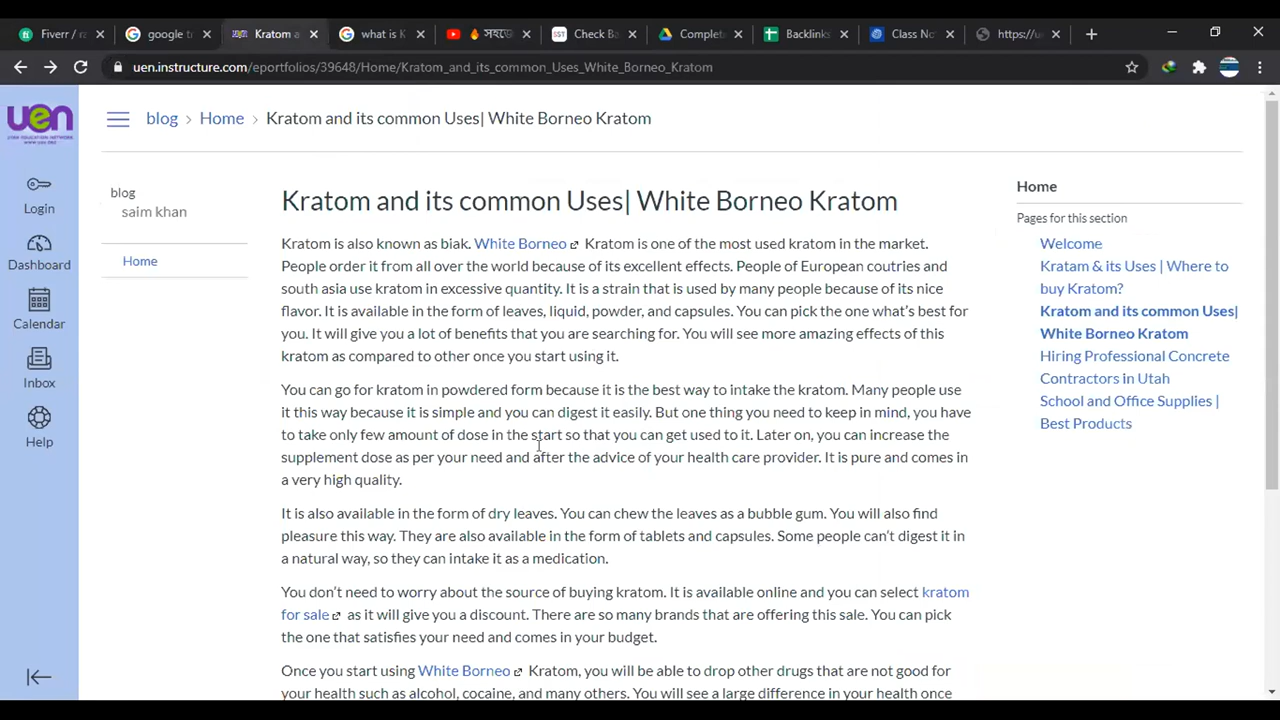 Fiverr / ra
google tr
Kratom a
what is K
🔥 সহজে
SST
Check Ba
Complet
Backlinks
Class No
https://u
uen.instructure.com/eportfolios/39648/Home/Kratom_and_its_common_Uses_White_Borneo_Kratom
uen
UTAH EDUCATION NETWORK
WWW.UEN.ORG
Login
Dashboard
Calendar
Inbox
Help
blog > Home > Kratom and its common Uses| White Borneo Kratom
blog
saim khan
Home
Kratom and its common Uses| White Borneo Kratom
Kratom is also known as biak. White Borneo Kratom is one of the most used kratom in the market.
People order it from all over the world because of its excellent effects. People of European coutries and
south asia use kratom in excessive quantity. It is a strain that is used by many people because of its nice
flavor. It is available in the form of leaves, liquid, powder, and capsules. You can pick the one what’s best for
you. It will give you a lot of benefits that you are searching for. You will see more amazing effects of this
kratom as compared to other once you start using it.
You can go for kratom in powdered form because it is the best way to intake the kratom. Many people use
it this way because it is simple and you can digest it easily. But one thing you need to keep in mind, you have
to take only few amount of dose in the start so that you can get used to it. Later on, you can increase the
supplement dose as per your need and after the advice of your health care provider. It is pure and comes in
a very high quality.
It is also available in the form of dry leaves. You can chew the leaves as a bubble gum. You will also find
pleasure this way. They are also available in the form of tablets and capsules. Some people can’t digest it in
a natural way, so they can intake it as a medication.
You don’t need to worry about the source of buying kratom. It is available online and you can select kratom
for sale as it will give you a discount. There are so many brands that are offering this sale. You can pick
the one that satisfies your need and comes in your budget.
Once you start using White Borneo Kratom, you will be able to drop other drugs that are not good for
your health such as alcohol, cocaine, and many others. You will see a large difference in your health once
Home
Pages for this section
Welcome
Kratam & its Uses | Where to
buy Kratom?
Kratom and its common Uses|
White Borneo Kratom
Hiring Professional Concrete
Contractors in Utah
School and Office Supplies |
Best Products